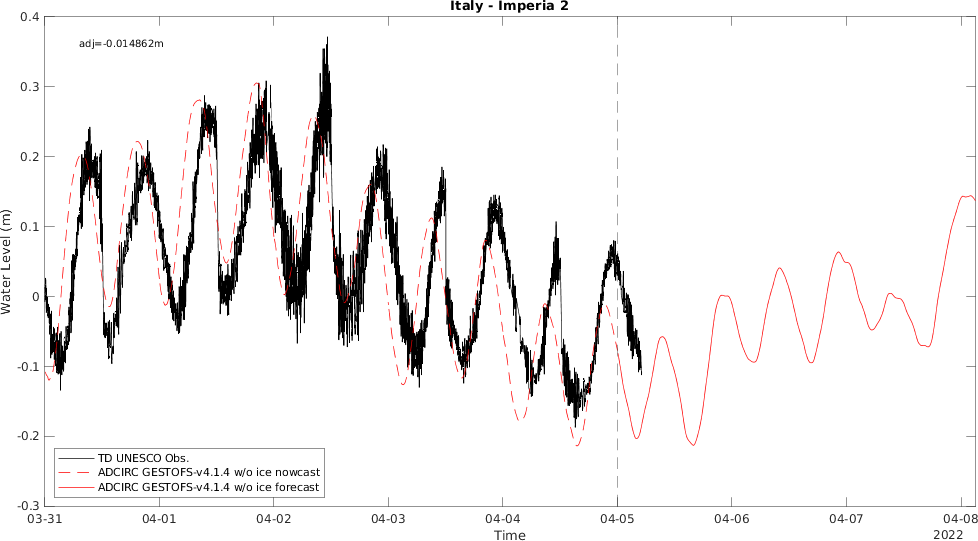 Italy - Imperia 2
0.4
adj=-0.014862m
0.3
0.2
0.1
0
-0.1
-0.2
-0.3
Water Level (m)
TD UNESCO Obs.
ADCIRC GESTOFS-v4.1.4 w/o ice nowcast
ADCIRC GESTOFS-v4.1.4 w/o ice forecast
03-31 04-01 04-02 04-03 04-04 04-05 04-06 04-07 04-08
Time 2022